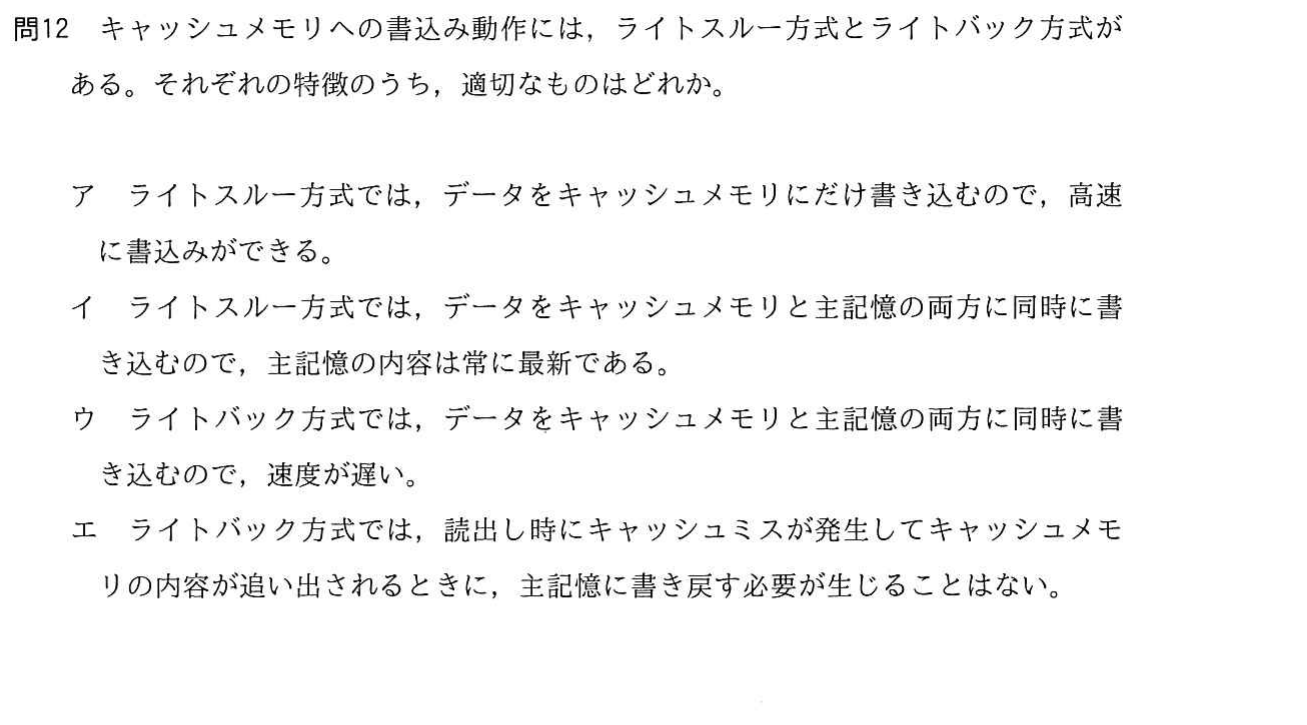 問12　キャッシュメモリへの書込み動作には，ライトスルー方式とライトバック方式が
ある。それぞれの特徴のうち，適切なものはどれか。
ア　ライトスルー方式では，データをキャッシュメモリにだけ書き込むので，高速
に書込みができる。
イ　ライトスルー方式では，データをキャッシュメモリと主記憶の両方に同時に書
き込むので，主記憶の内容は常に最新である。
ウ　ライトバック方式では，データをキャッシュメモリと主記憶の両方に同時に書
き込むので，速度が遅い。
エ　ライトバック方式では，読出し時にキャッシュミスが発生してキャッシュメモ
リの内容が追い出されるときに，主記憶に書き戻す必要が生じることはない。